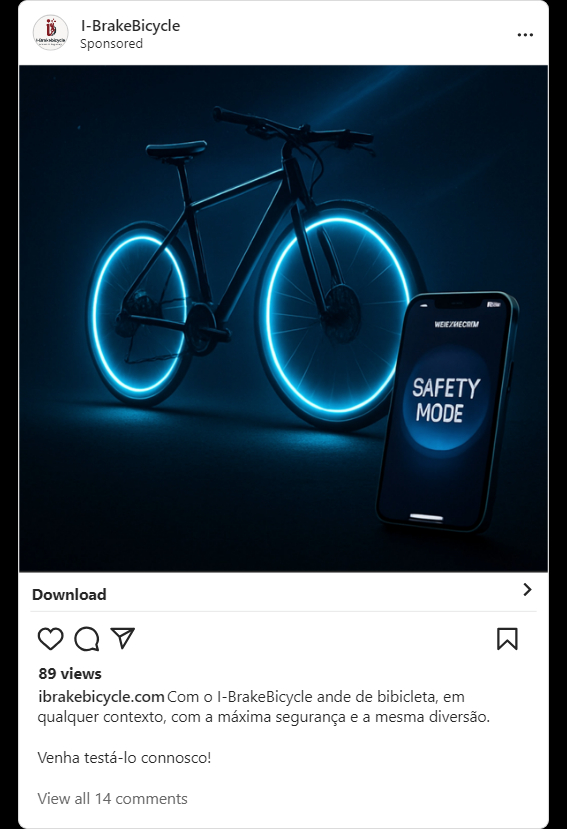 I-BrakeBicycle
Sponsored
I-BrakeBicycle
SAFETY
MODE
Download
89 views
ibrakebicycle.com Com o I-BrakeBicycle ande de bibicleta, em
qualquer contexto, com a máxima segurança e a mesma diversão.
Venha testá-lo connosco!
View all 14 comments